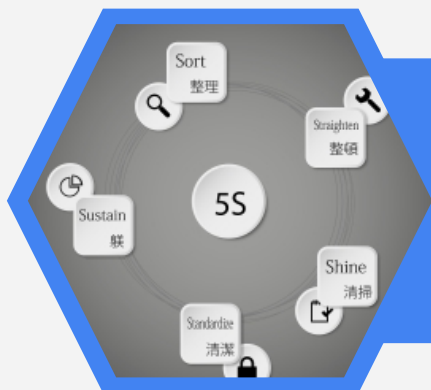 Sort
整理
Straighten
整頓
5S
Sustain
躾
Shine
清掃
Standardize
清潔